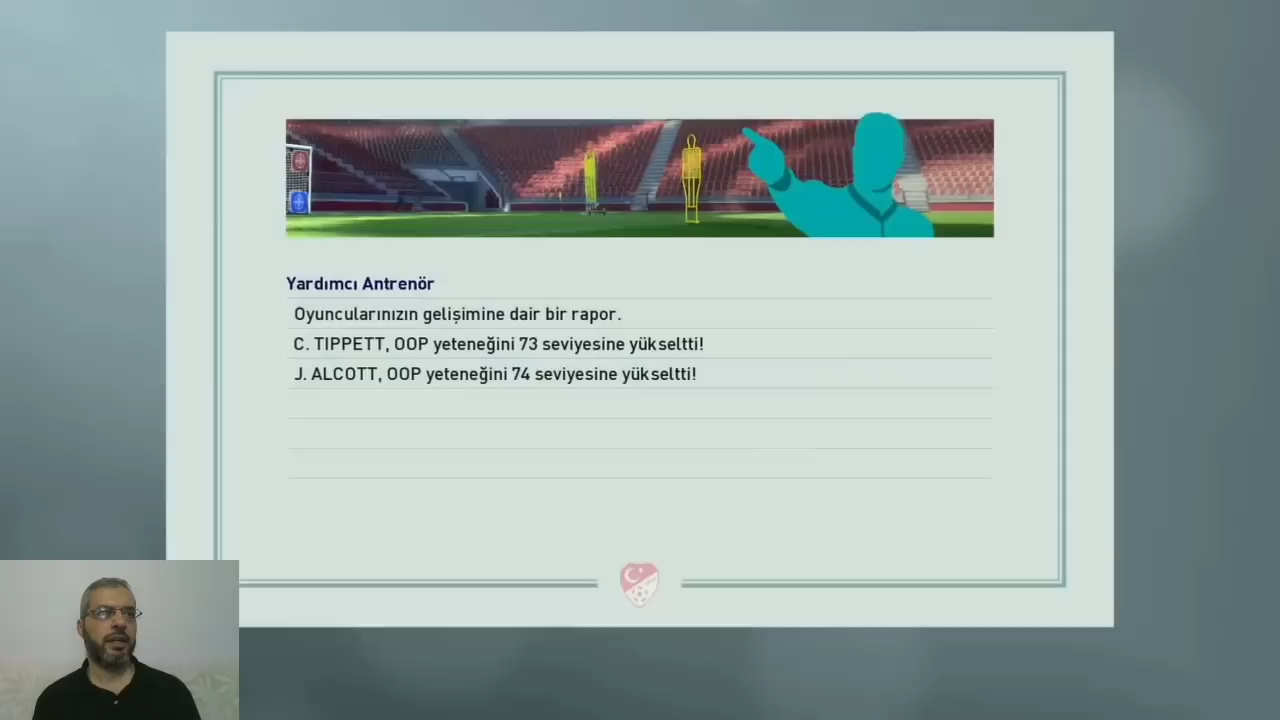 Yardımcı Antrenör
Oyuncularınızın gelişimine dair bir rapor.
C. TIPPETT, OOP yeteneğini 73 seviyesine yükseltti!
J. ALCOTT, OOP yeteneğini 74 seviyesine yükseltti!